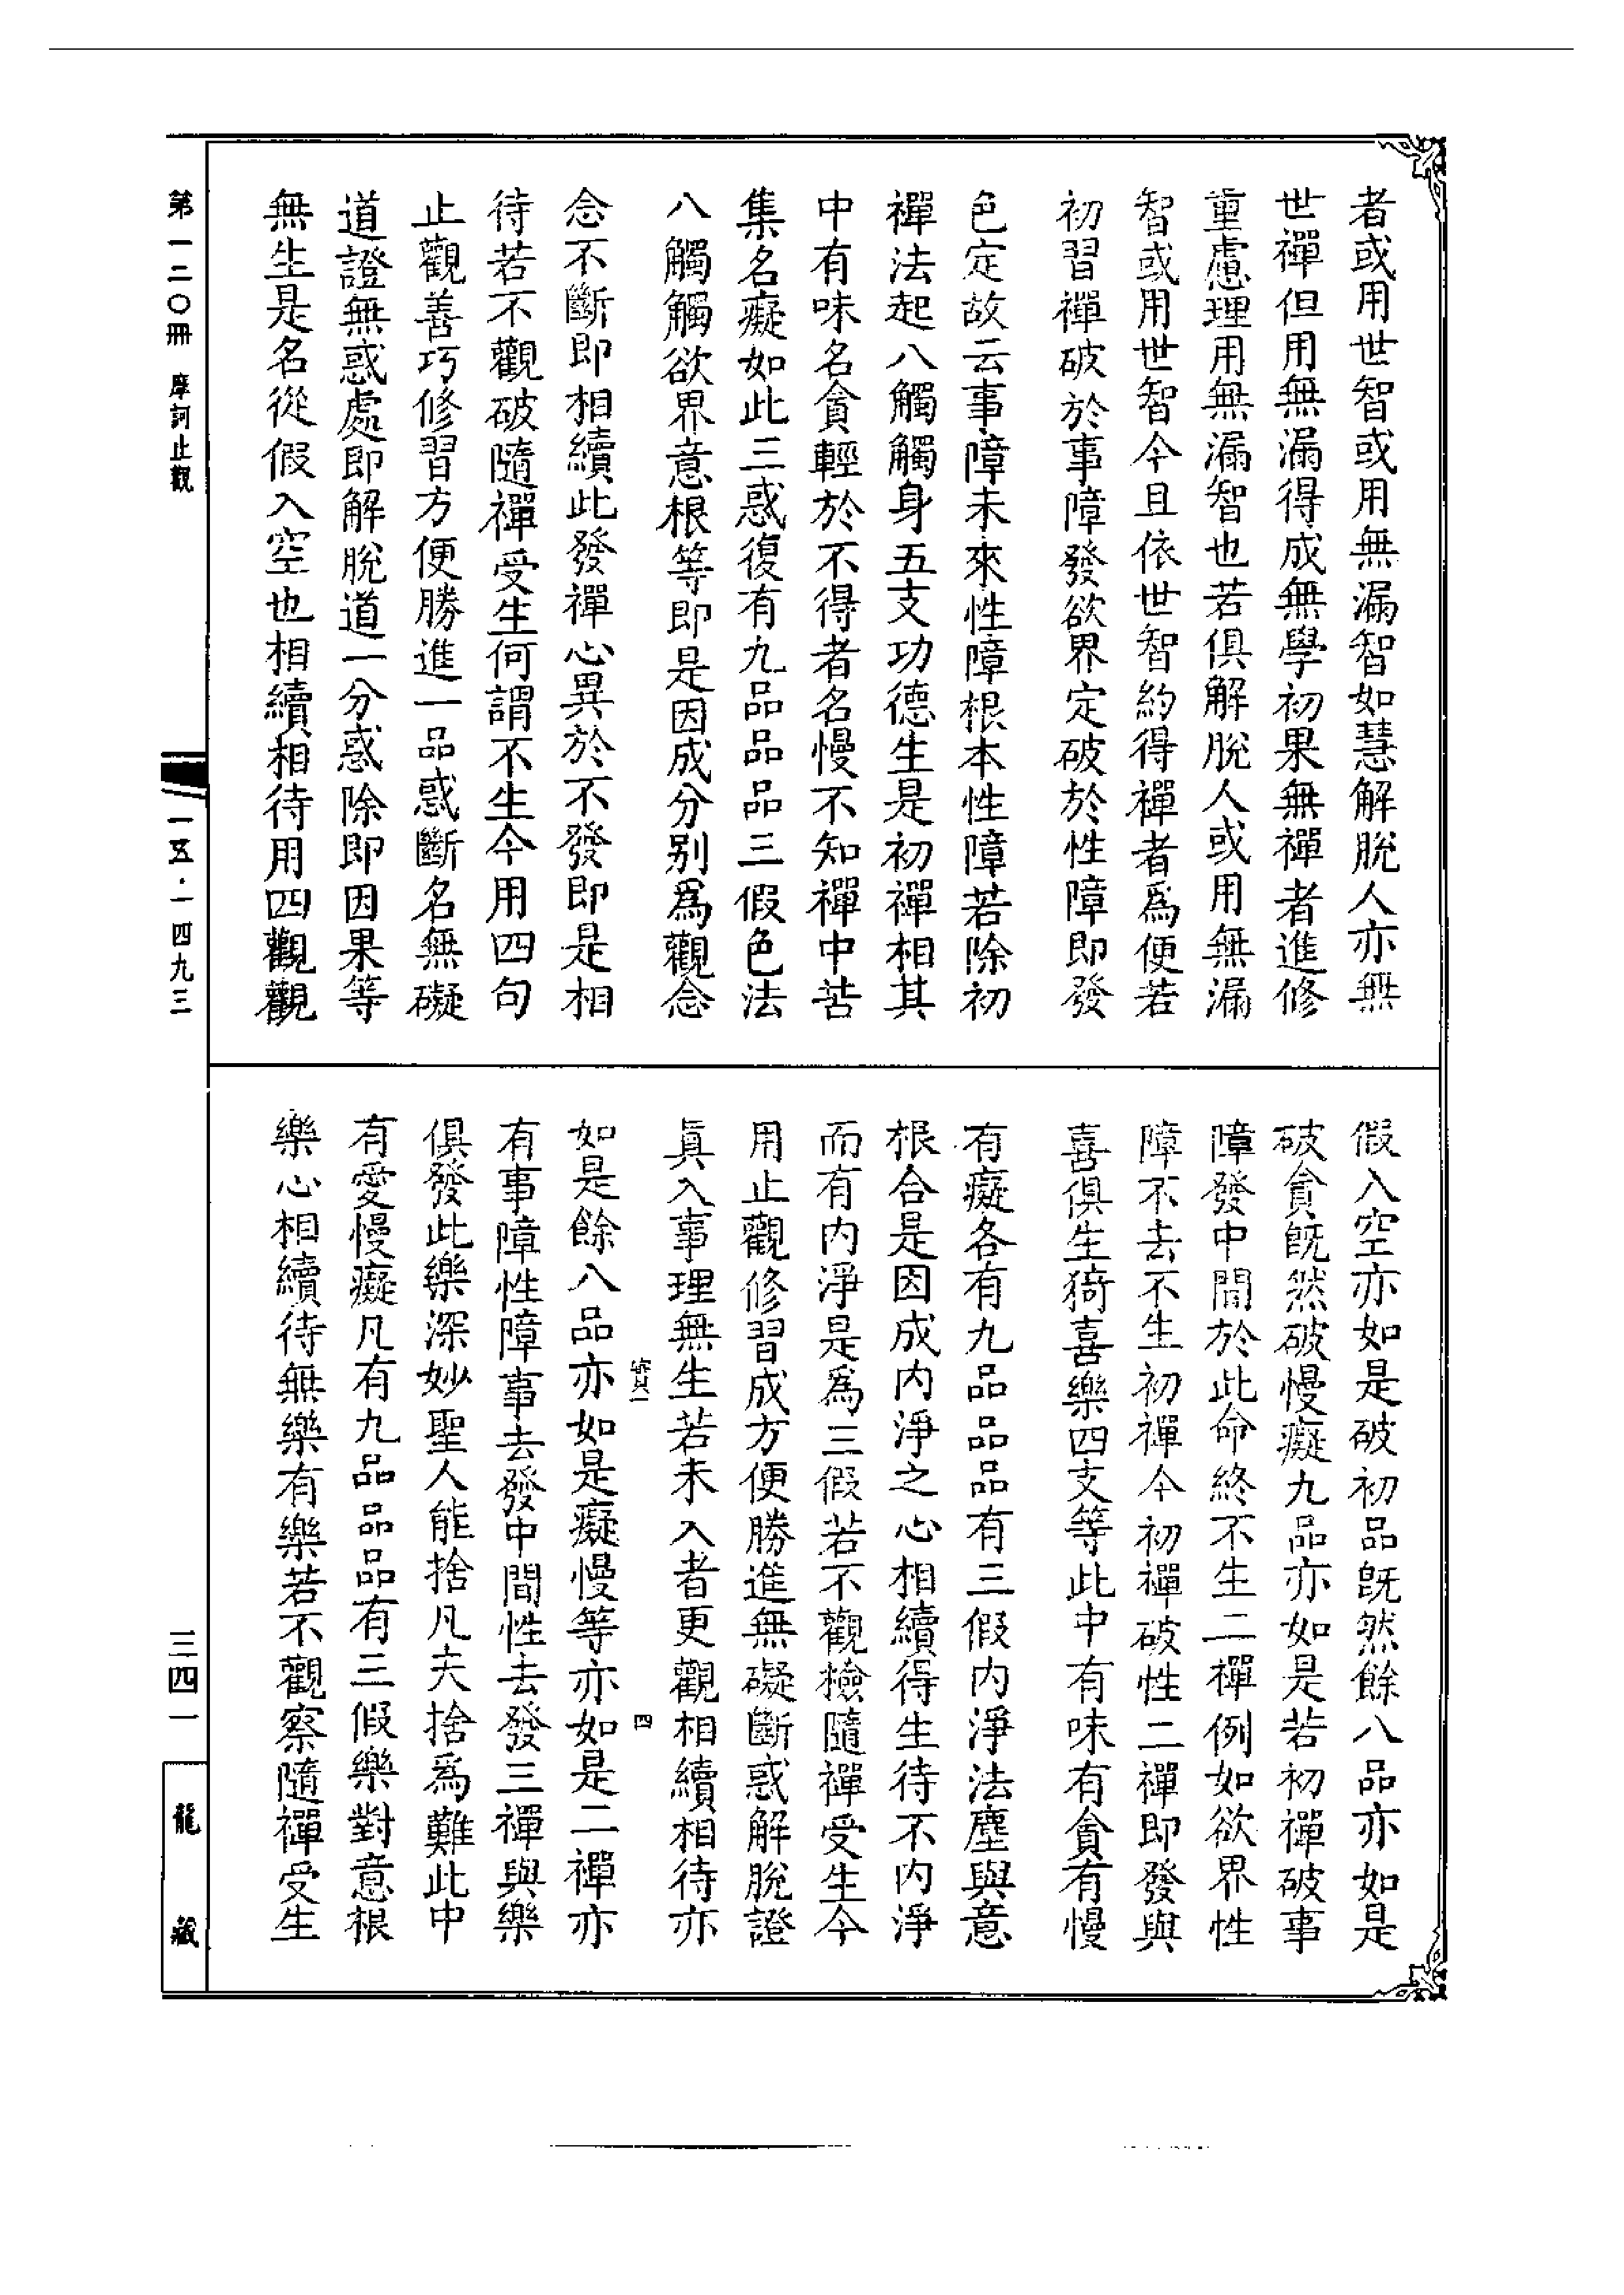 者或用世智或用無漏智如慧解脫人亦無
世禪但用無漏得成無學初果無禪者進修
重慮理用無漏智也若俱解脫人或用無漏
智或用世智今且依世智約得禪者為便若
初習禪破於事障發欲界定破於性障即發
色定故云事障未來性障根本性障若除初
禪法起八觸觸身五支功德生是初禪相其
中有味名貪輕於不得者名慢不知禪中苦
集名癡如此三惑復有九品品品三假色法
八觸觸欲界意根等即是因成分別為觀念
念不斷即相續此發禪心異於不發即是相
待若不觀破隨禪受生何謂不生今用四句
止觀善巧修習方便勝進一品惑斷名無礙
道證無惑處即解脫道一分惑除即因果等
無生是名從假入空也相續相待用四觀觀
假入空亦如是破初品既然餘八品亦如是
破貪既然破慢癡九品亦如是若初禪破事
障發中間於此命終不生二禪例如欲界性
障不去不生初禪今初禪破性二禪即發與
喜俱生猗喜樂四支等此中有味有貪有慢
有癡各有九品品品有三假內淨法塵與意
根合是因成內淨之心相續得生待不內淨
而有內淨是為三假若不觀檢隨禪受生今
用止觀修習成方便勝進無礙斷惑解脫證
真入事理無生若未入者更觀相續相待亦
如是餘八品亦如是癡慢等亦如是二禪亦
有事障性障事去發中間性去發三禪與樂
俱發此樂深妙聖人能捨凡夫捨為難此中
有愛慢癡凡有九品品品有三假樂對意根
樂心相續待無樂有樂若不觀察隨禪受生
四
第一二〇冊 摩訶止觀
一五·一四九三
三四一
龍藏